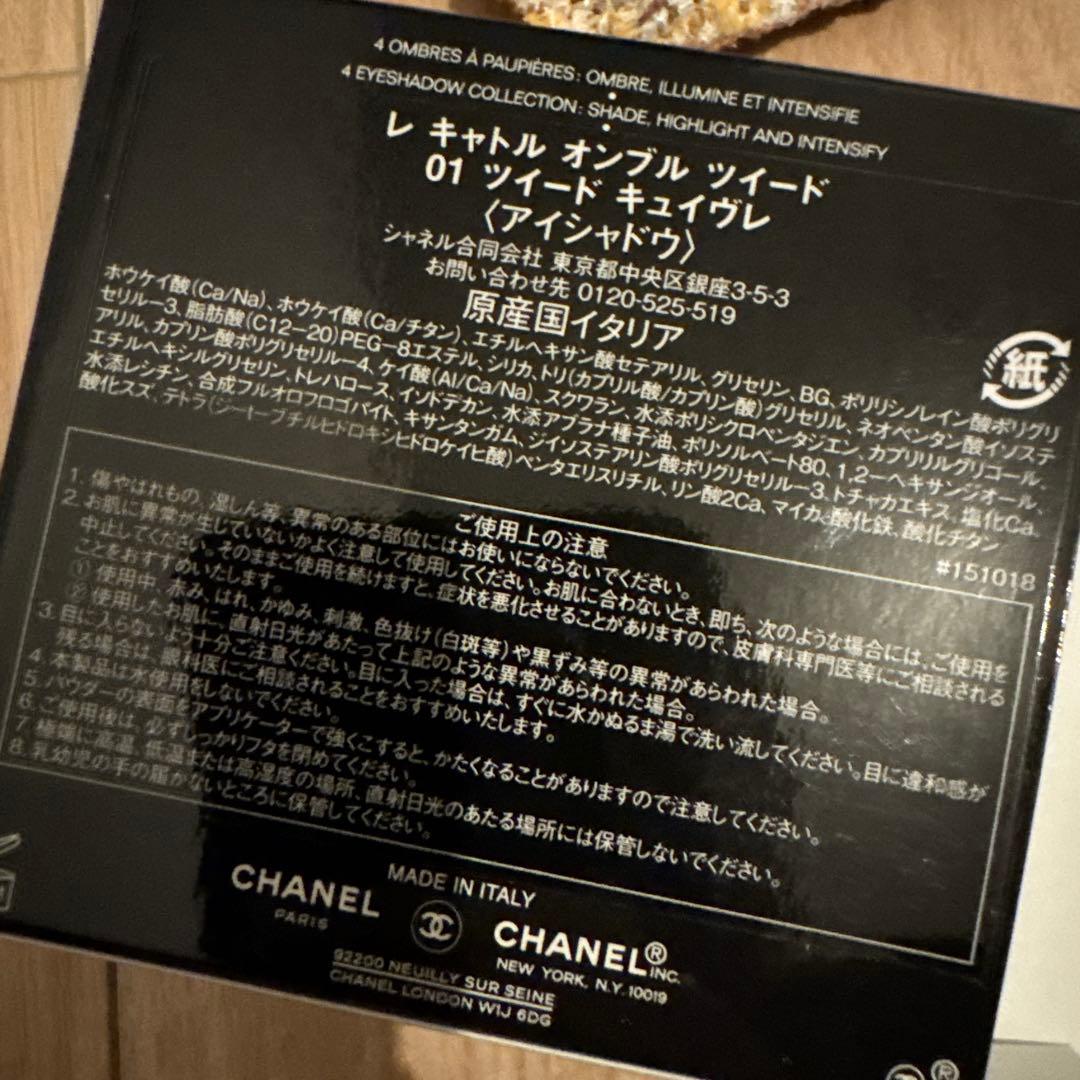 4 OMBRES À PAUPIÈRES: OMBRE, ILLUMINE ET INTENSIFIE
4 EYESHADOW COLLECTION: SHADE, HIGHLIGHT AND INTENSIFY
レ キャトル オンブル ツイード
01 ツイード キュイヴレ
〈アイシャドウ〉
シャネル合同会社 東京都中央区銀座3-5-3
お問い合わせ先 0120-525-519
原産国イタリア
紙
ホウケイ酸(Ca/Na)、ホウケイ酸(Ca/チタン)、エチルヘキサン酸セテアリル、グリセリン、BG、ポリリシノレイン酸ポリグリ
セリル−3、脂肪酸(C12−20)PEG−8エステル、シリカ、トリ(カプリル酸/カプリン酸)グリセリル、ネオペンタン酸イソステ
アリル、カプリン酸ポリグリセリル−4、ケイ酸(Al/Ca/Na)、スクワラン、水添ポリシクロペンタジエン、カプリリルグリコール、
エチルヘキシルグリセリン、トレハロース、インドデカン、水添アブラナ種子油、ポリソルベート80、1,2−ヘキサンジオール、
水添レシチン、合成フルオロフロゴパイト、キサンタンガム、ジイソステアリン酸ポリグリセリル−3、トチャカエキス、塩化Ca、
酸化スズ、テトラ(ジ−t−ブチルヒドロキシヒドロケイヒ酸)ペンタエリスリチル、リン酸2Ca、マイカ、酸化鉄、酸化チタン
#151018
ご使用上の注意
1. 傷やはれもの、湿しん等、異常のある部位にはお使いにならないでください。
2. お肌に異常が生じていないかよく注意して使用してください。お肌に合わないとき、即ち、次のような場合には、ご使用を
中止してください。そのままご使用を続けますと、症状を悪化させることがありますので、皮膚科専門医等にご相談される
ことをおすすめいたします。
① 使用中、赤み、はれ、かゆみ、刺激、色抜け(白斑等)や黒ずみ等の異常があらわれた場合。
② 使用したお肌に、直射日光があたって上記のような異常があらわれた場合。
3. 目に入らないよう十分ご注意ください。目に入った場合は、すぐに水かぬるま湯で洗い流してください。目に違和感が
残る場合は、眼科医にご相談されることをおすすめいたします。
4. 本製品は水使用をしないでください。
5. パウダーの表面をアプリケーターで強くこすると、かたくなることがありますので注意してください。
6. ご使用後は、必ずしっかりフタを閉めてください。
7. 極端に高温、低温または高湿度の場所、直射日光のあたる場所には保管しないでください。
8. 乳幼児の手の届かないところに保管してください。
MADE IN ITALY
CHANEL
PARIS
CHANEL® INC.
NEW YORK, N.Y. 10019
92200 NEUILLY SUR SEINE
CHANEL LONDON W1J 6DG
®